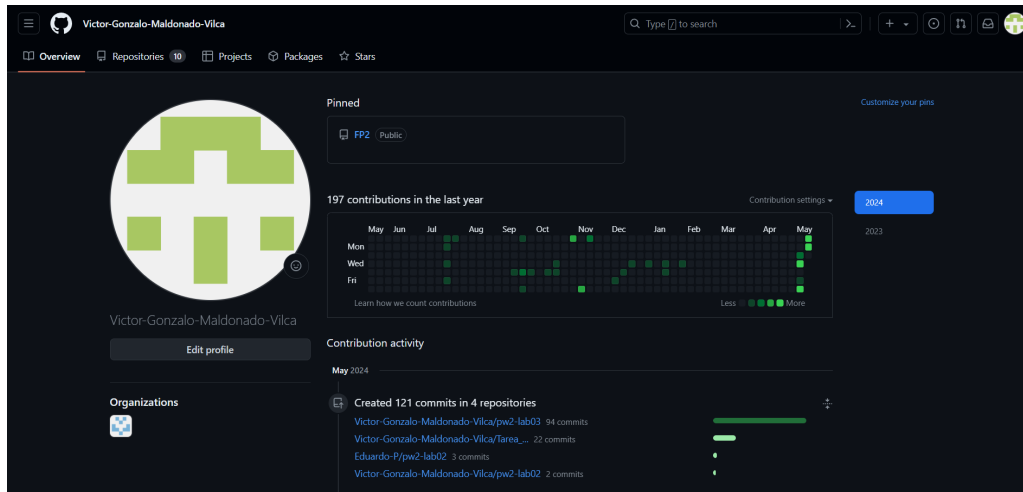 Victor-Gonzalo-Maldonado-Vilca
Type / to search
Overview Repositories 10 Projects Packages Stars
Pinned
Customize your pins
FP2 Public
197 contributions in the last year
Contribution settings
2024
2023
May Jun Jul Aug Sep Oct Nov Dec Jan Feb Mar Apr May
Mon
Wed
Fri
Learn how we count contributions
Less More
Victor-Gonzalo-Maldonado-Vilca
Edit profile
Organizations
Contribution activity
May 2024
Created 121 commits in 4 repositories
Victor-Gonzalo-Maldonado-Vilca/pw2-lab03 94 commits
Victor-Gonzalo-Maldonado-Vilca/Tarea_... 22 commits
Eduardo-P/pw2-lab02 3 commits
Victor-Gonzalo-Maldonado-Vilca/pw2-lab02 2 commits